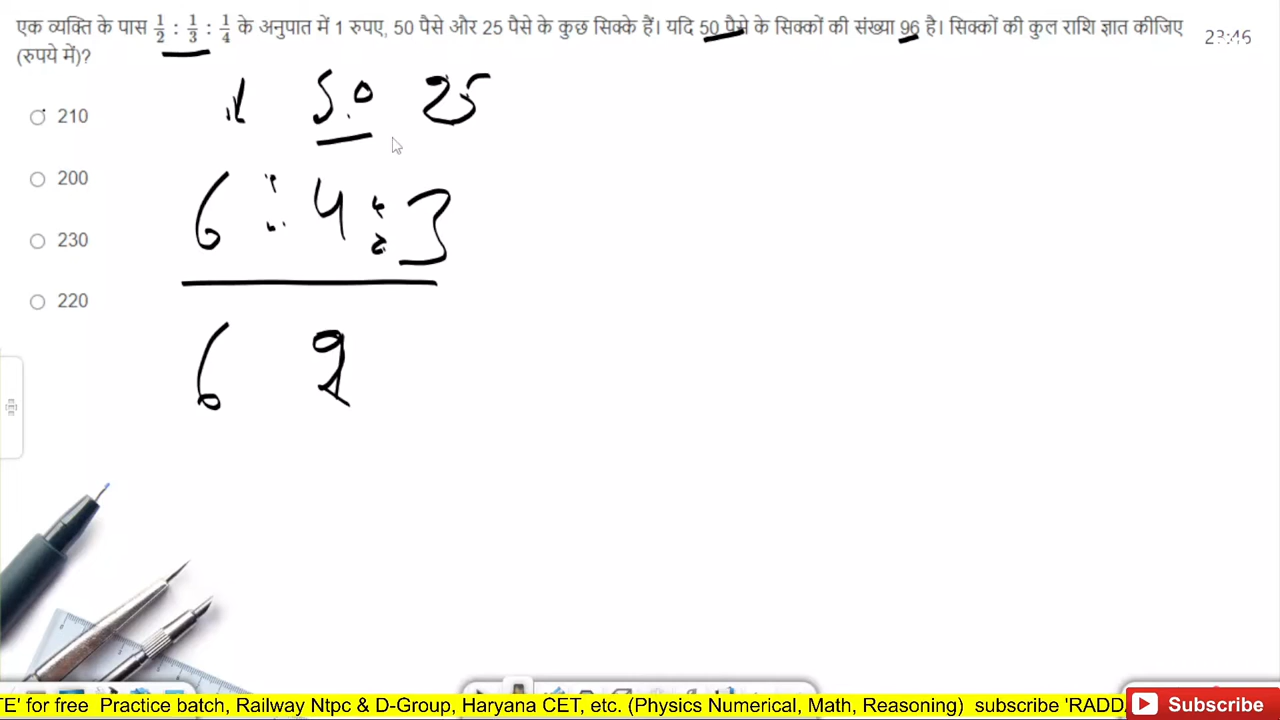 एक व्यक्ति के पास 1/2 : 1/3 : 1/4 के अनुपात में 1 रुपए, 50 पैसे और 25 पैसे के कुछ सिक्के हैं। यदि 50 पैसे के सिक्कों की संख्या 96 है। सिक्कों की कुल राशि ज्ञात कीजिए
(रुपये में)?
23:46
210
200
230
220
1 50 25
6 : 4 : 3
6 2
TE' for free Practice batch, Railway Ntpc & D-Group, Haryana CET, etc. (Physics Numerical, Math, Reasoning) subscribe 'RADD
Subscribe